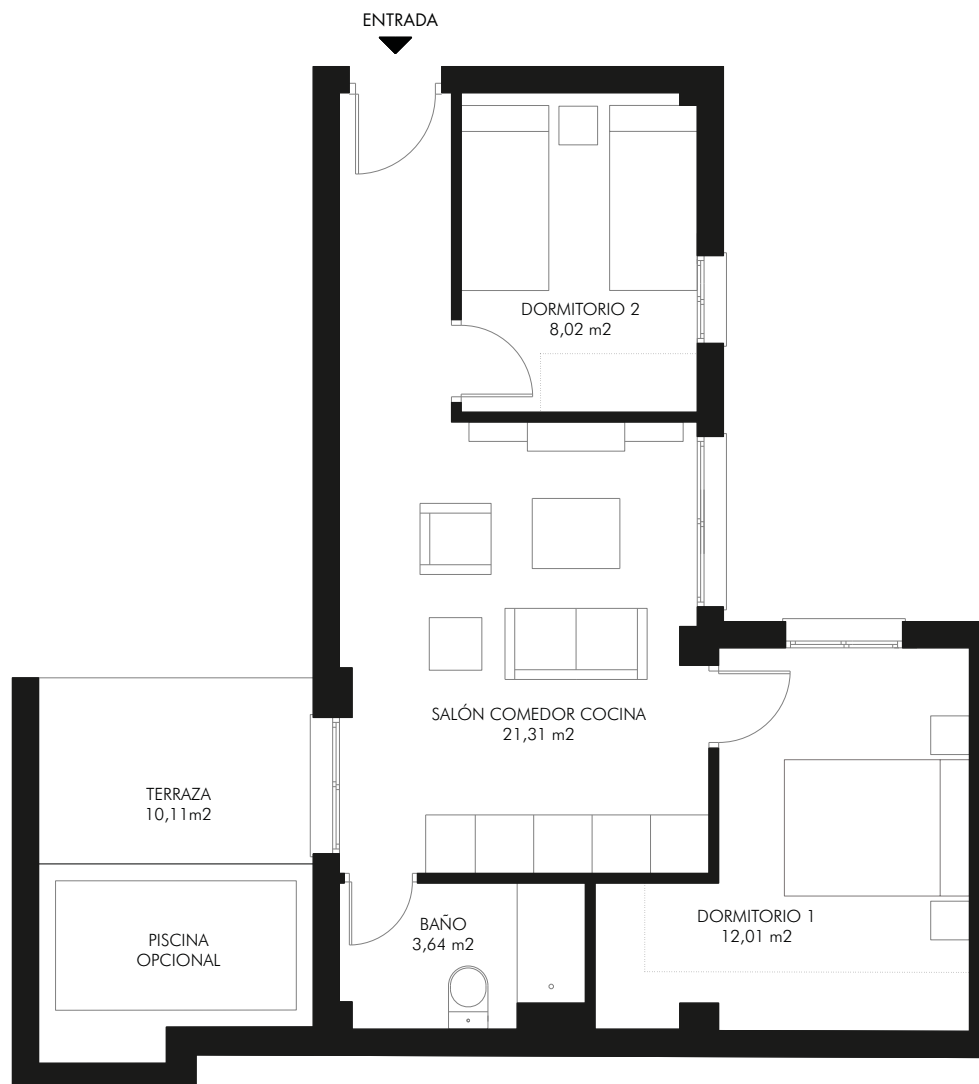 ENTRADA
DORMITORIO 2
8,02 m2
SALÓN COMEDOR COCINA
21,31 m2
TERRAZA
10,11m2
PISCINA
OPCIONAL
BAÑO
3,64 m2
DORMITORIO 1
12,01 m2